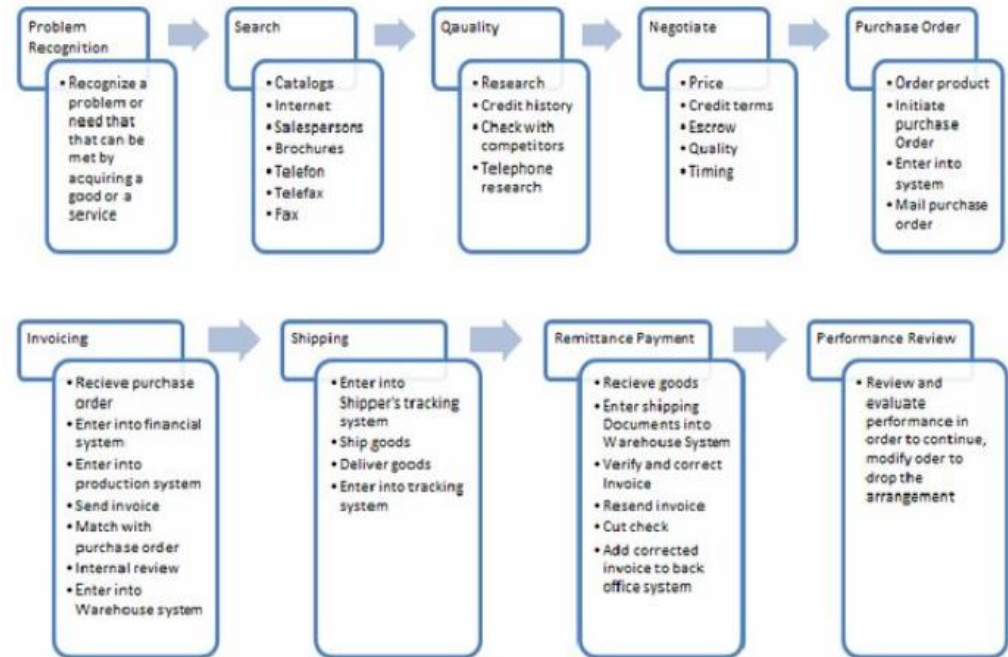 Problem
Recognition
• Recognize a
problem or
need that
that can be
met by
acquiring a
good or a
service
Search
• Catalogs
• Internet
• Salespersons
• Brochures
• Telefon
• Telefax
• Fax
Qauality
• Research
• Credit history
• Check with
competitors
• Telephone
research
Negotiate
• Price
• Credit terms
• Escrow
• Quality
• Timing
Purchase Order
• Order product
• Initiate
purchase
Order
• Enter into
system
• Mail purchase
order
Invoicing
• Recieve purchase
order
• Enter into financial
system
• Enter into
production system
• Send invoice
• Match with
purchase order
• Internal review
• Enter into
Warehouse system
Shipping
• Enter into
Shipper's tracking
system
• Ship goods
• Deliver goods
• Enter into tracking
system
Remittance Payment
• Recieve goods
• Enter shipping
Documents into
Warehouse System
• Verify and correct
Invoice
• Resend invoice
• Cut check
• Add corrected
invoice to back
office system
Performance Review
• Review and
evaluate
performance in
order to continue,
modify oder to
drop the
arrangement